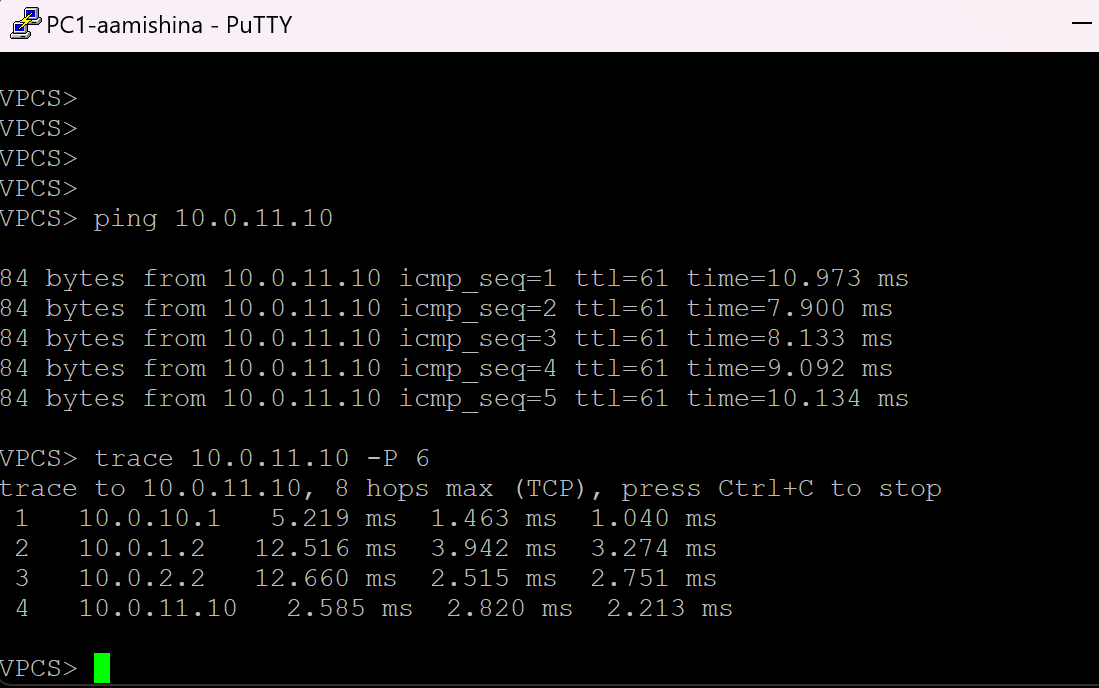 PC1-aamishina - PuTTY
VPCS>
VPCS>
VPCS>
VPCS>
VPCS> ping 10.0.11.10
84 bytes from 10.0.11.10 icmp_seq=1 ttl=61 time=10.973 ms
84 bytes from 10.0.11.10 icmp_seq=2 ttl=61 time=7.900 ms
84 bytes from 10.0.11.10 icmp_seq=3 ttl=61 time=8.133 ms
84 bytes from 10.0.11.10 icmp_seq=4 ttl=61 time=9.092 ms
84 bytes from 10.0.11.10 icmp_seq=5 ttl=61 time=10.134 ms
VPCS> trace 10.0.11.10 -P 6
trace to 10.0.11.10, 8 hops max (TCP), press Ctrl+C to stop
1   10.0.10.1   5.219 ms  1.463 ms  1.040 ms
2   10.0.1.2   12.516 ms  3.942 ms  3.274 ms
3   10.0.2.2   12.660 ms  2.515 ms  2.751 ms
4   10.0.11.10   2.585 ms  2.820 ms  2.213 ms
VPCS>